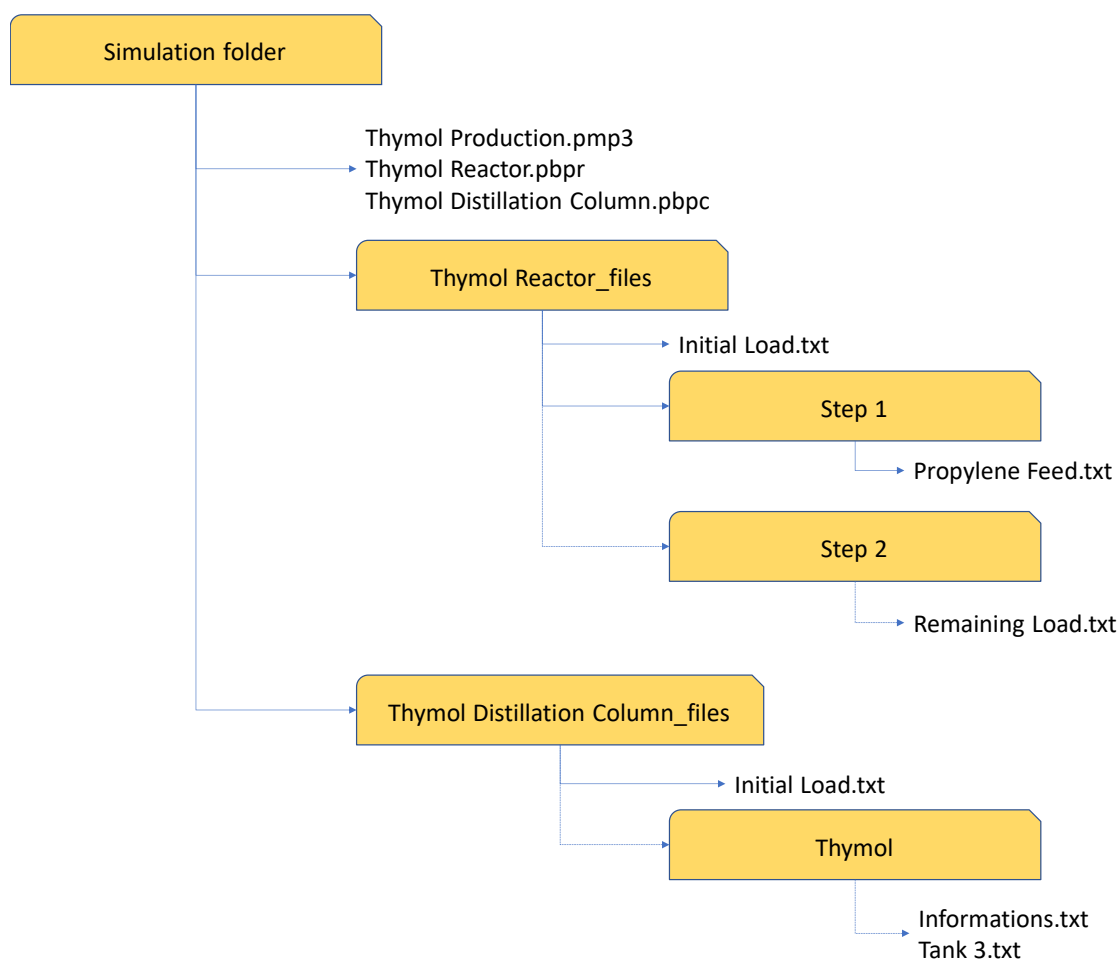 Simulation folder
Thymol Production.pmp3
Thymol Reactor.pbpr
Thymol Distillation Column.pbpc
Thymol Reactor_files
Initial Load.txt
Step 1
Propylene Feed.txt
Step 2
Remaining Load.txt
Thymol Distillation Column_files
Initial Load.txt
Thymol
Informations.txt
Tank 3.txt